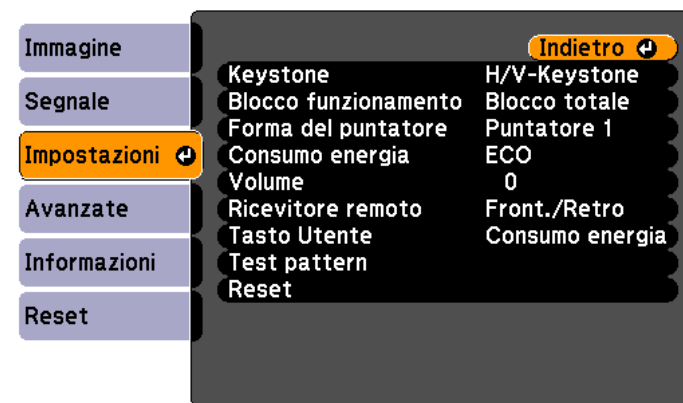 Immagine
Segnale
Impostazioni
Avanzate
Informazioni
Reset
Indietro
Keystone H/V-Keystone
Blocco funzionamento Blocco totale
Forma del puntatore Puntatore 1
Consumo energia ECO
Volume 0
Ricevitore remoto Front./Retro
Tasto Utente Consumo energia
Test pattern
Reset